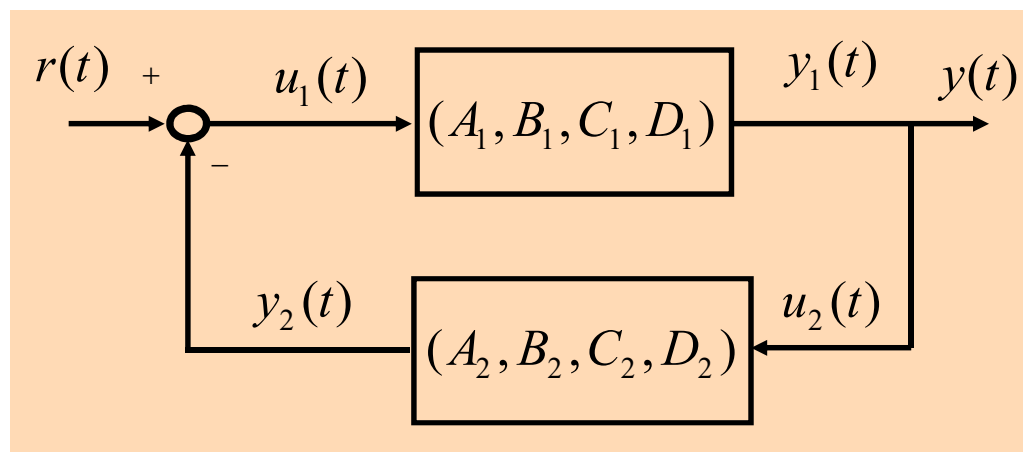 r(t) + u₁(t) (A₁, B₁, C₁, D₁) y₁(t) y(t)
−
y₂(t) (A₂, B₂, C₂, D₂) u₂(t)